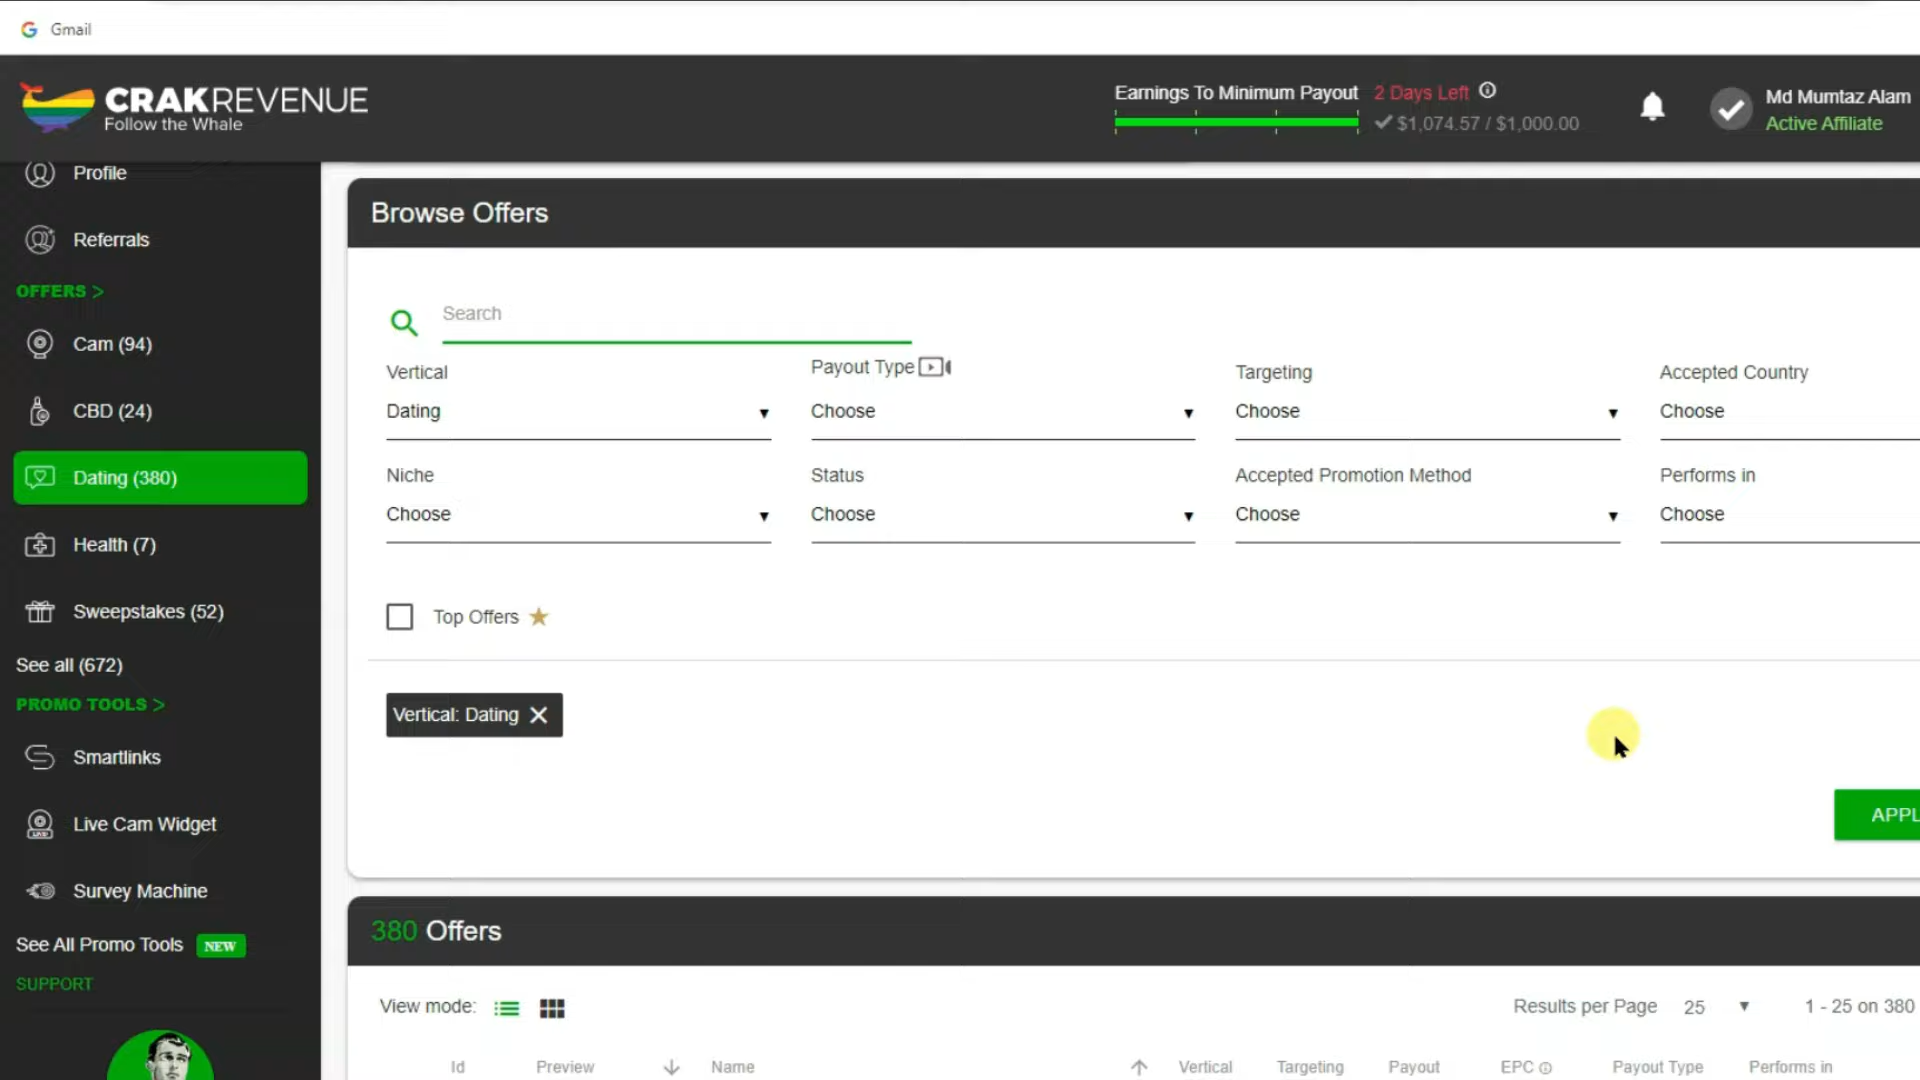 Gmail
CRAKREVENUE
Follow the Whale
Earnings To Minimum Payout 2 Days Left
$1,074.57 / $1,000.00
Md Mumtaz Alam
Active Affiliate
Profile
Referrals
OFFERS >
Cam (94)
CBD (24)
Dating (380)
Health (7)
Sweepstakes (52)
See all (672)
PROMO TOOLS >
Smartlinks
Live Cam Widget
LIVE!
Survey Machine
See All Promo Tools NEW
SUPPORT
Browse Offers
Search
Vertical Payout Type Targeting Accepted Country
Dating Choose Choose Choose
Niche Status Accepted Promotion Method Performs in
Choose Choose Choose Choose
Top Offers
Vertical: Dating
APPL
380 Offers
View mode: Results per Page 25 1 - 25 on 380
Id Preview Name Vertical Targeting Payout EPC Payout Type Performs in